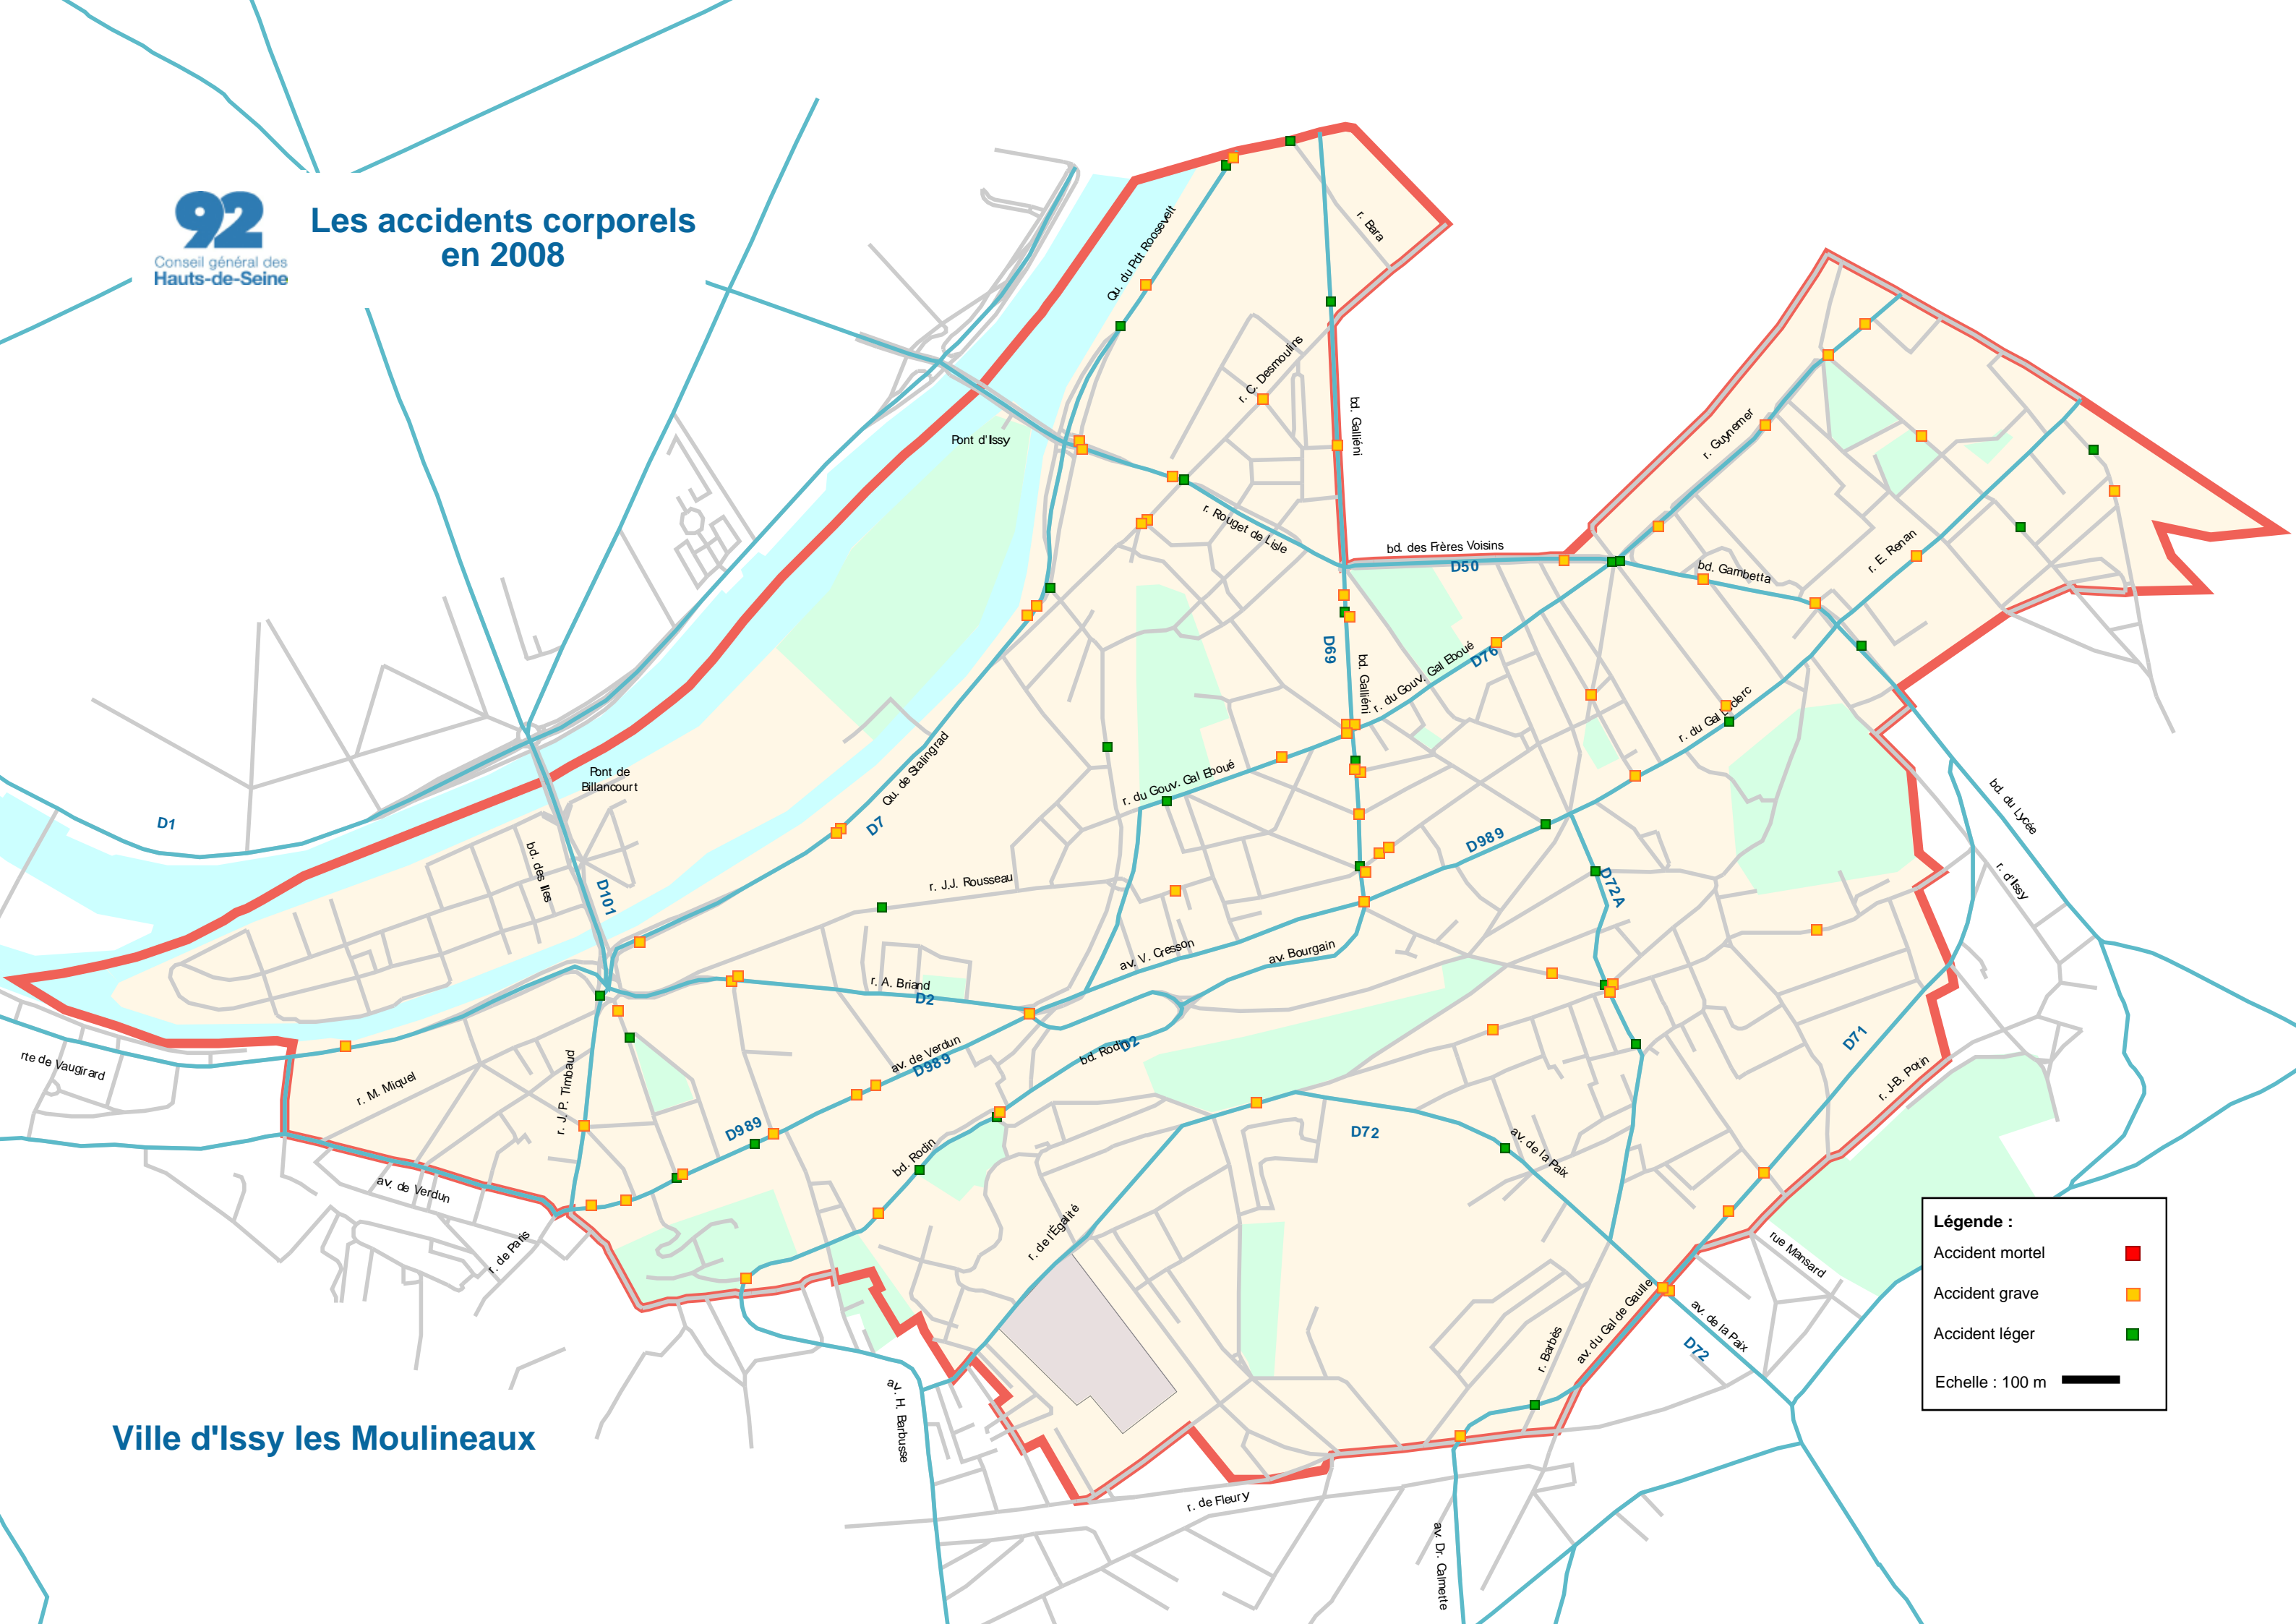 92
Conseil général des
Hauts-de-Seine
Les accidents corporels
en 2008
Qu. du Pdt Roosevelt
r. Bara
r. C. Desmoulins
bd. Galliéni
Pont d'Issy
r. Guynemer
r. Rouget de Lisle
bd. des Frères Voisins
D50
bd. Gambetta
r. E. Renan
D69
bd. Galliéni
r. du Gouv. Gal Eboué
D76
r. du Gal Leclerc
Pont de
Billancourt
Qu. de Stalingrad
D7
r. du Gouv. Gal Eboué
D1
bd. du Lycée
D989
bd. des Iles
D101
r. J.J. Rousseau
D72A
r. d'Issy
av. V. Cresson
av. Bourgain
r. A. Briand
D2
rte de Vaugirard
r. M. Miquel
r. J. P. Timbaud
av. de Verdun
D989
bd. Rodin
D2
D71
r. J-B. Potin
D989
D72
av. de la Paix
bd. Rodin
av. de Verdun
r. de Paris
r. de l'Égalité
rue Mansard
av. du Gal de Gaulle
av. de la Paix
D72
r. Barbès
av. H. Barbusse
r. de Fleury
av. Dr. Calmette
Légende :
Accident mortel
Accident grave
Accident léger
Echelle : 100 m
Ville d'Issy les Moulineaux